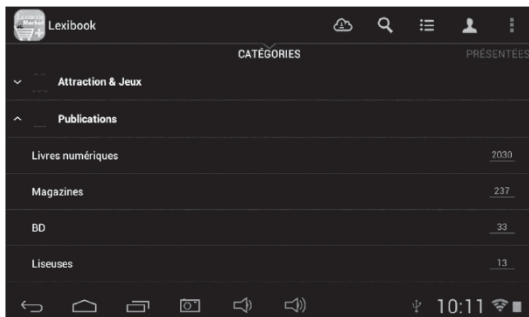 Lexibook
CATÉGORIES
PRÉSENTÉES
Attraction & Jeux
Publications
Livres numériques 2030
Magazines 237
BD 33
Liseuses 13
10:11